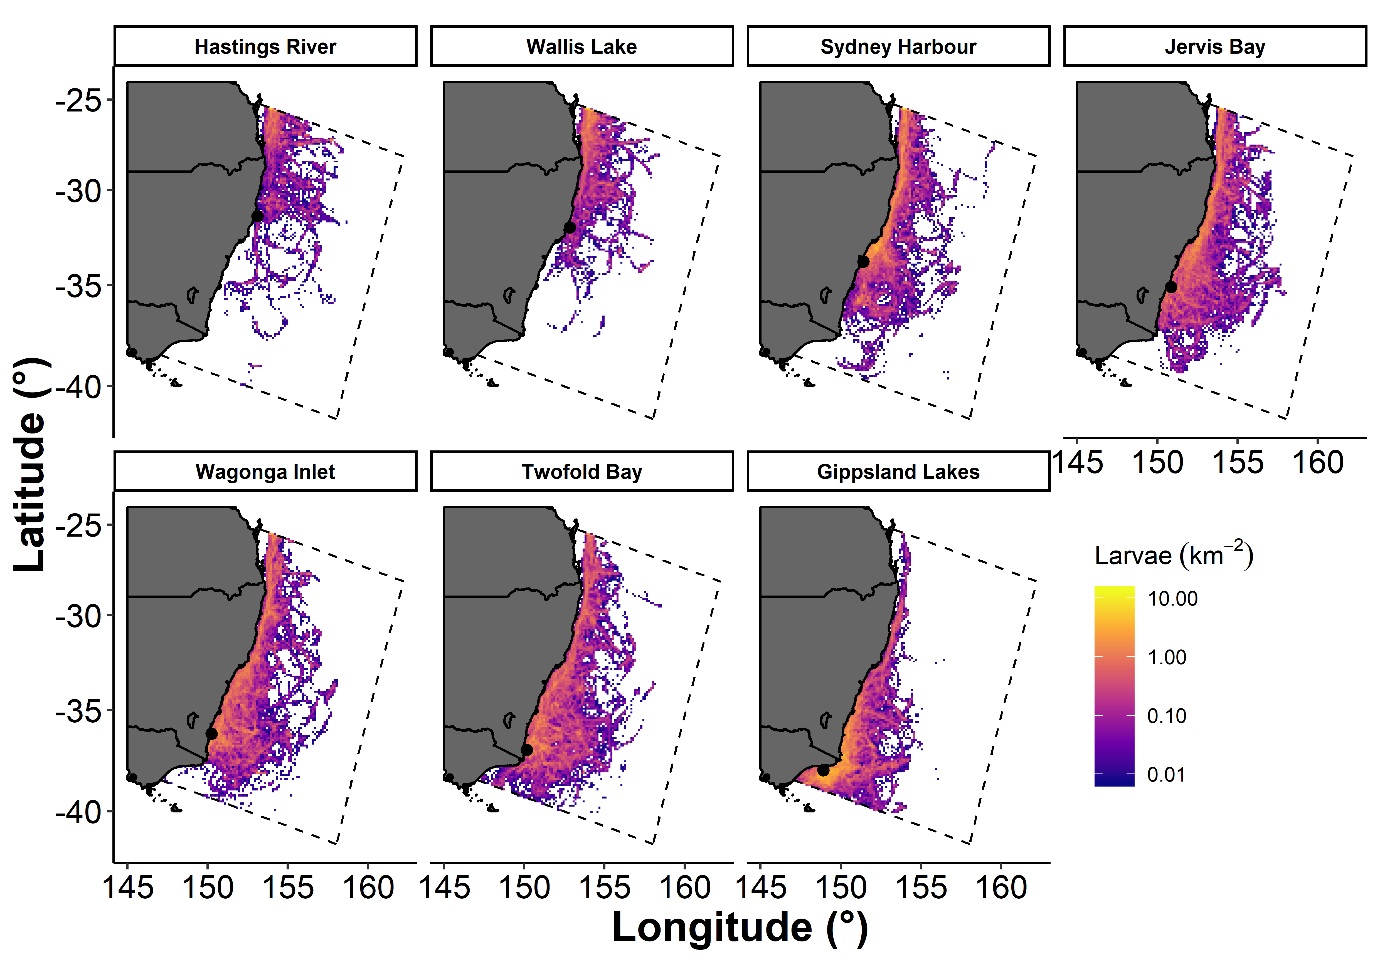 Hastings River
Wallis Lake
Sydney Harbour
Jervis Bay
-25
-30
-35
-40
145 150 155 160
Wagonga Inlet
Twofold Bay
Gippsland Lakes
-25
-30
-35
-40
Larvae (km⁻²)
10.00
1.00
0.10
0.01
145 150 155 160
145 150 155 160
145 150 155 160
Longitude (°)
Latitude (°)